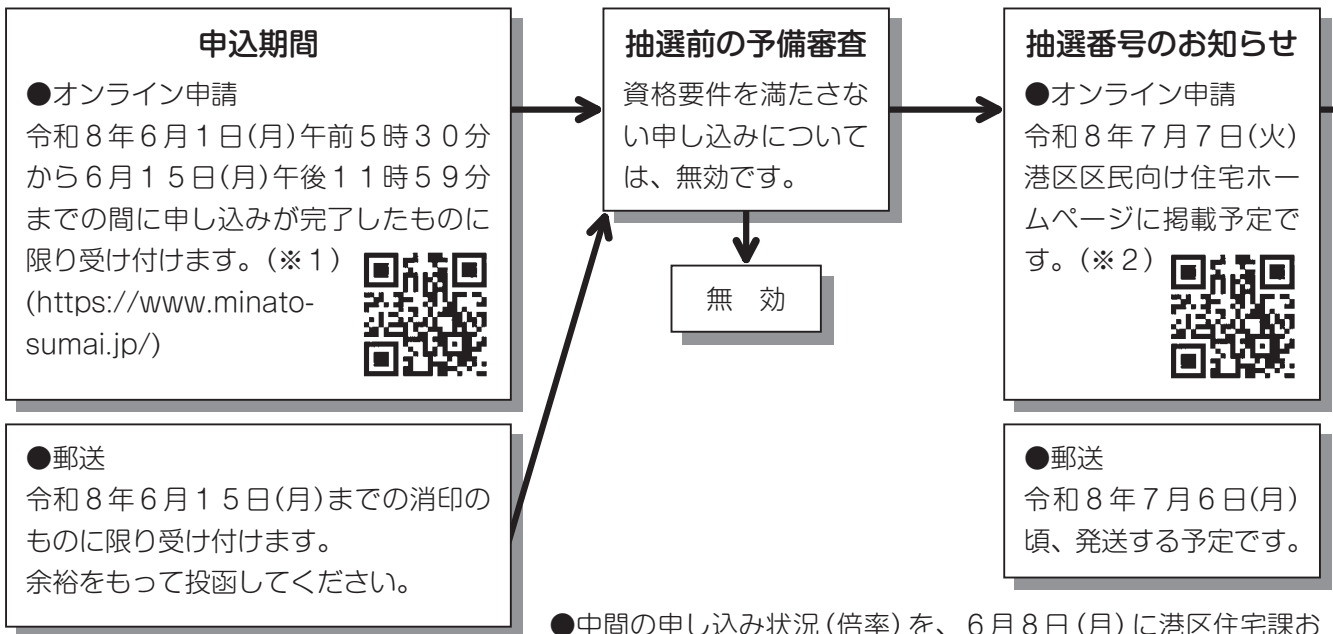 申込期間
●オンライン申請
令和８年６月１日(月)午前５時３０分
から６月１５日(月)午後１１時５９分
までの間に申し込みが完了したものに
限り受け付けます。(※１)
(https://www.minato-
sumai.jp/)
●郵送
令和８年６月１５日(月)までの消印の
ものに限り受け付けます。
余裕をもって投函してください。
抽選前の予備審査
資格要件を満たさな
い申し込みについて
は、無効です。
無　効
抽選番号のお知らせ
●オンライン申請
令和８年７月７日(火)
港区区民向け住宅ホー
ムページに掲載予定で
す。(※２)
●郵送
令和８年７月６日(月)
頃、発送する予定です。
●中間の申し込み状況(倍率)を、６月８日(月)に港区住宅課お